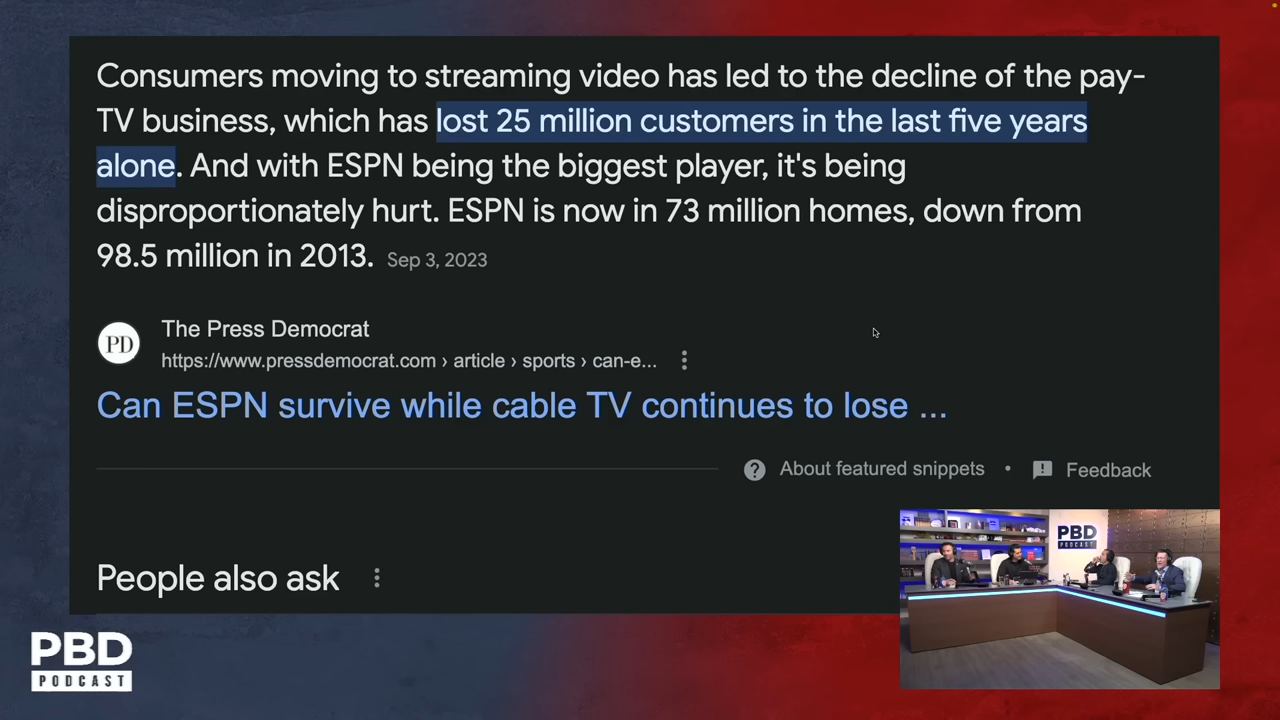 Consumers moving to streaming video has led to the decline of the pay-
TV business, which has lost 25 million customers in the last five years
alone. And with ESPN being the biggest player, it's being
disproportionately hurt. ESPN is now in 73 million homes, down from
98.5 million in 2013. Sep 3, 2023
PD
The Press Democrat
https://www.pressdemocrat.com › article › sports › can-e...
Can ESPN survive while cable TV continues to lose ...
? About featured snippets • Feedback
People also ask
PBD
PODCAST
PBD
PODCAST